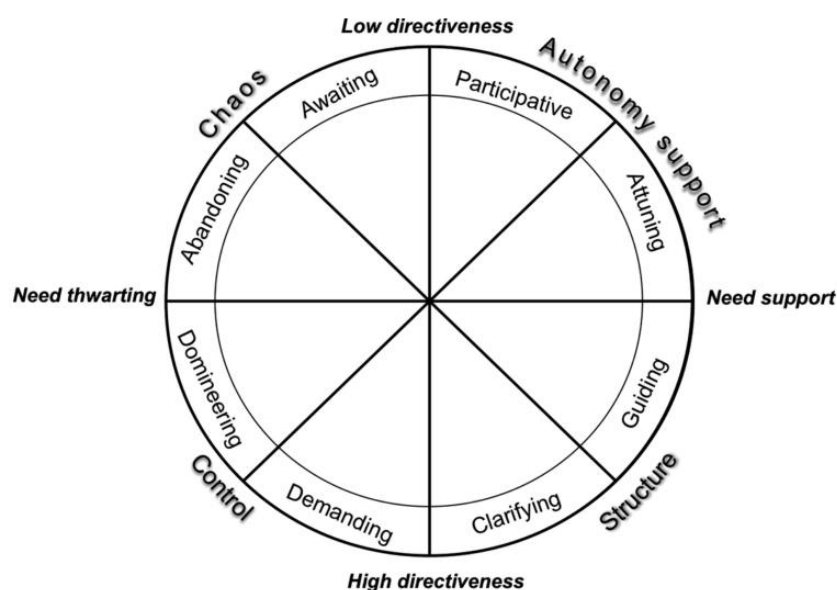 Low directiveness
Chaos
Awaiting
Participative
Autonomy support
Abandoning
Attuning
Need thwarting
Need support
Domineering
Guiding
Control
Demanding
Clarifying
Structure
High directiveness